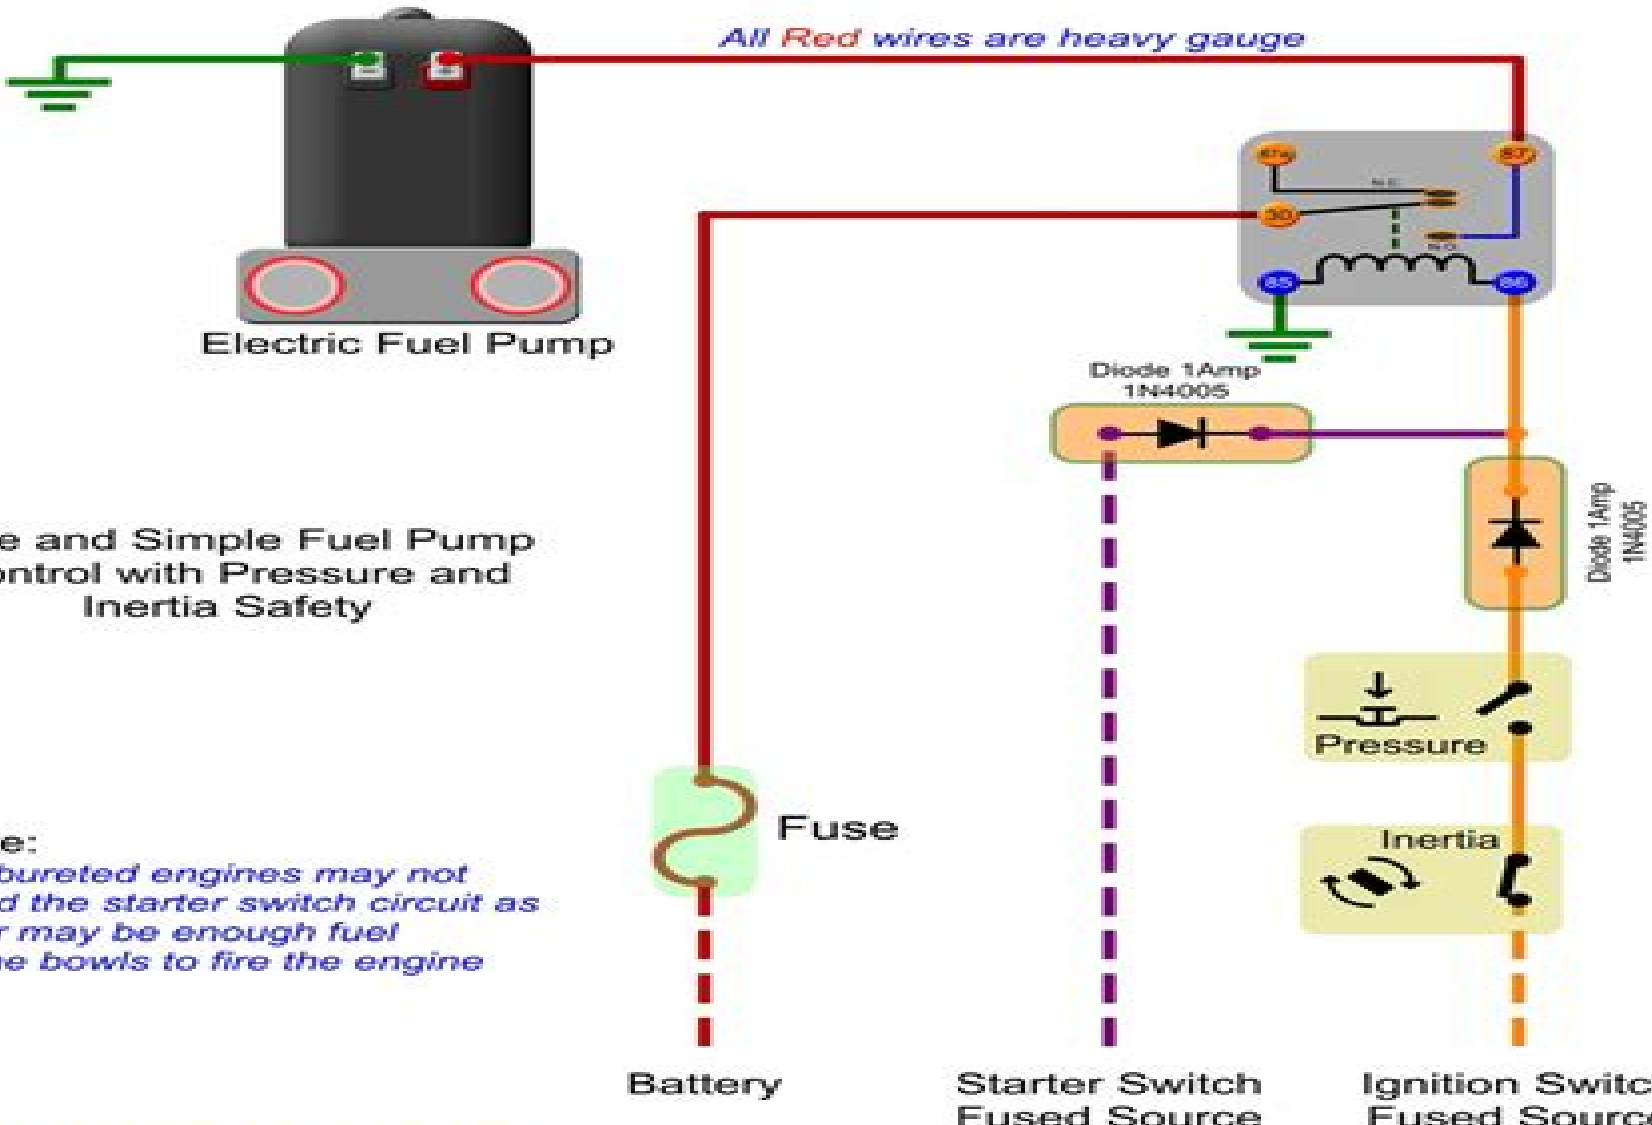 All Red wires are heavy gauge
87a
87
N.C.
30
N.O.
85
86
Electric Fuel Pump
Diode 1Amp
1N4005
Diode 1Amp
1N4005
e and Simple Fuel Pump
ontrol with Pressure and
Inertia Safety
Pressure
Fuse
Inertia
e:
bureted engines may not
d the starter switch circuit as
r may be enough fuel
e bowls to fire the engine
Battery
Starter Switch
Fused Source
Ignition Switc
Fused Source